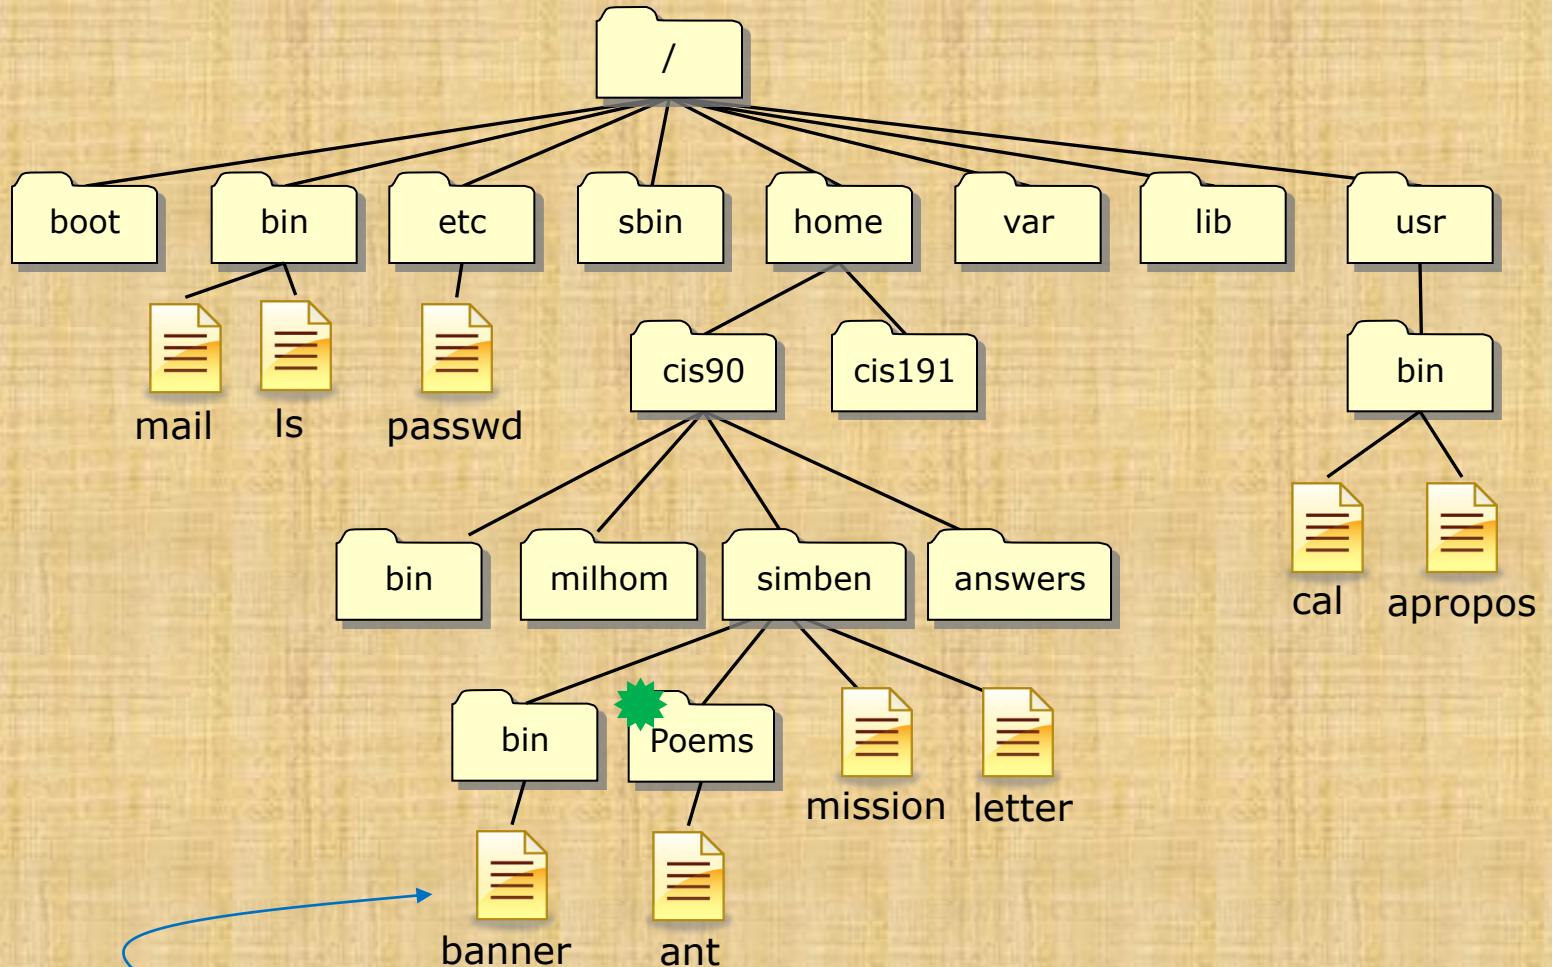 /
boot bin etc sbin home var lib usr
cis90 cis191 bin
mail ls passwd
bin milhom simben answers
cal apropos
bin Poems
mission letter
banner ant